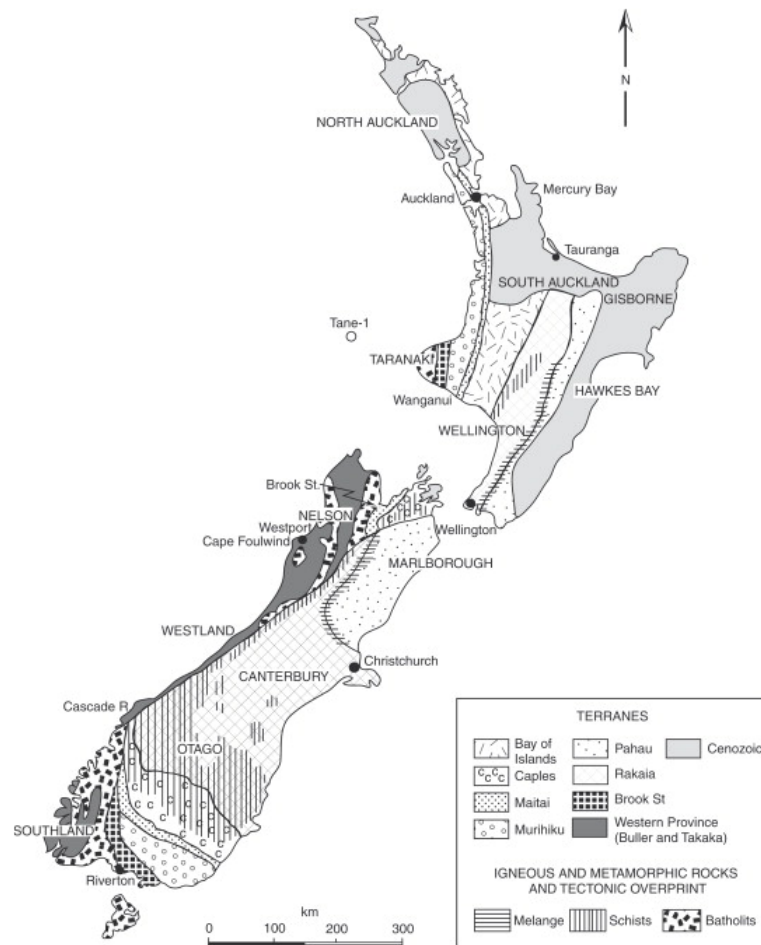 N
NORTH AUCKLAND
Mercury Bay
Auckland
Tauranga
SOUTH AUCKLAND
GISBORNE
Tane-1
TARANAKI
HAWKES BAY
Wanganui
WELLINGTON
Brook St.
NELSON
Westport
Wellington
Cape Foulwind
MARLBOROUGH
WESTLAND
Christchurch
CANTERBURY
Cascade R
OTAGO
SOUTHLAND
Riverton
km
0 100 200 300
TERRANES
Bay of Islands
Pahau
Cenozoic
Caples
Rakaia
Maitai
Brook St
Murihiku
Western Province
(Buller and Takaka)
IGNEOUS AND METAMORPHIC ROCKS
AND TECTONIC OVERPRINT
Melange
Schists
Batholits